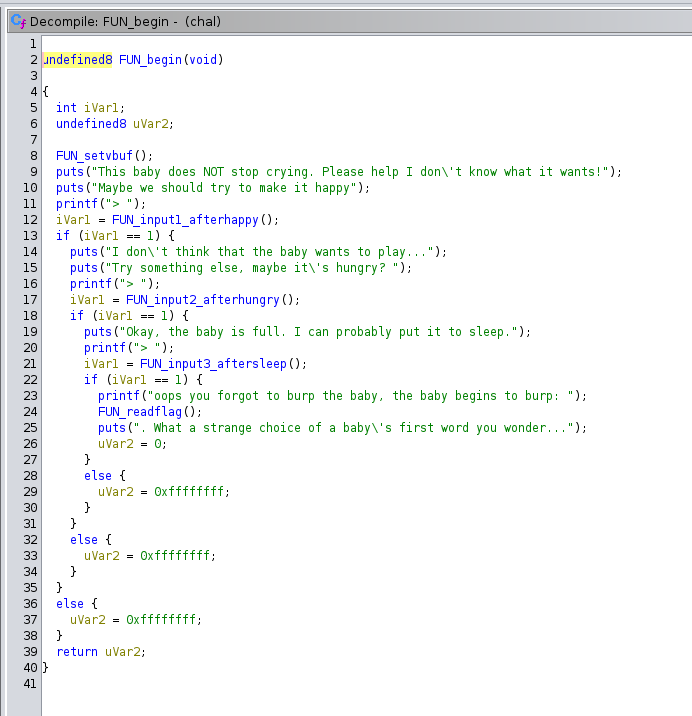 Decompile: FUN_begin - (chal)
1
2 undefined8 FUN_begin(void)
3
4 {
5 int iVar1;
6 undefined8 uVar2;
7
8 FUN_setvbuf();
9 puts("This baby does NOT stop crying. Please help I don\'t know what it wants!");
10 puts("Maybe we should try to make it happy");
11 printf("> ");
12 iVar1 = FUN_input1_afterhappy();
13 if (iVar1 == 1) {
14 puts("I don\'t think that the baby wants to play...");
15 puts("Try something else, maybe it\'s hungry? ");
16 printf("> ");
17 iVar1 = FUN_input2_afterhungry();
18 if (iVar1 == 1) {
19 puts("Okay, the baby is full. I can probably put it to sleep.");
20 printf("> ");
21 iVar1 = FUN_input3_aftersleep();
22 if (iVar1 == 1) {
23 printf("oops you forgot to burp the baby, the baby begins to burp: ");
24 FUN_readflag();
25 puts(". What a strange choice of a baby\'s first word you wonder...");
26 uVar2 = 0;
27 }
28 else {
29 uVar2 = 0xffffffff;
30 }
31 }
32 else {
33 uVar2 = 0xffffffff;
34 }
35 }
36 else {
37 uVar2 = 0xffffffff;
38 }
39 return uVar2;
40 }
41